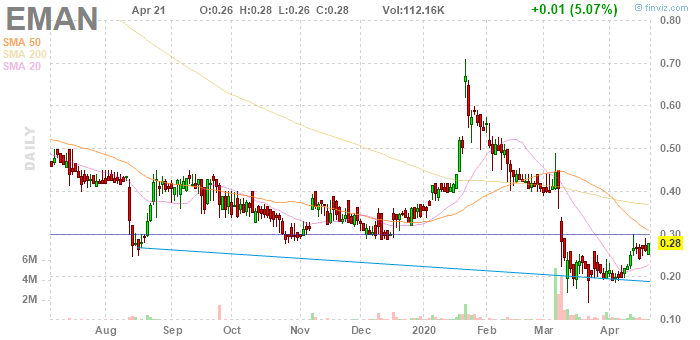 EMAN
Apr 21 O:0.26 H:0.28 L:0.26 C:0.28 Vol:112.16K +0.01 (5.07%)
© finviz.com
SMA 50
SMA 200
SMA 20
DAILY
0.80
0.70
0.60
0.50
0.40
0.30
0.28
0.20
0.10
6M
4M
2M
Aug Sep Oct Nov Dec 2020 Feb Mar Apr